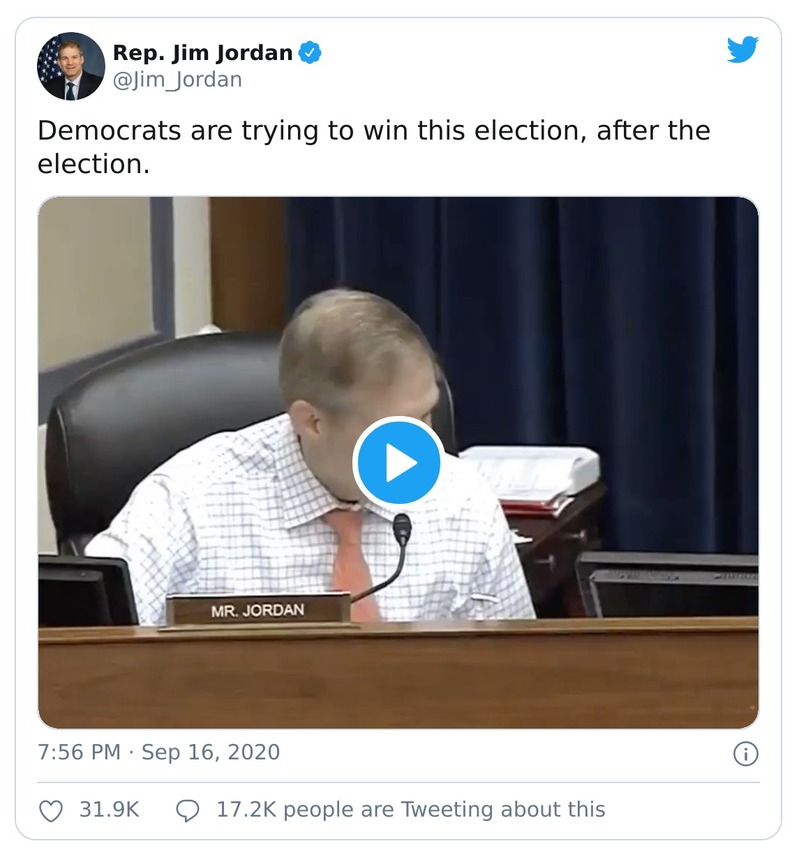 Rep. Jim Jordan
@Jim_Jordan
Democrats are trying to win this election, after the
election.
MR. JORDAN
7:56 PM · Sep 16, 2020
31.9K 17.2K people are Tweeting about this